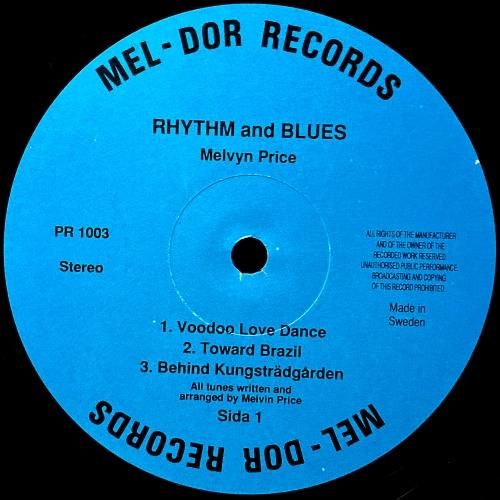 MEL-DOR RECORDS
RHYTHM and BLUES
Melvyn Price
PR 1003
Stereo
ALL RIGHTS OF THE MANUFACTURER
AND OF THE OWNER OF THE
RECORDED WORK RESERVED
UNAUTHORISED PUBLIC PERFORMANCE,
BROADCASTING AND COPYING
OF THIS RECORD PROHIBITED
Made in
Sweden
1. Voodoo Love Dance
2. Toward Brazil
3. Behind Kungsträdgården
All tunes written and
arranged by Melvin Price
Sida 1
MEL-DOR RECORDS